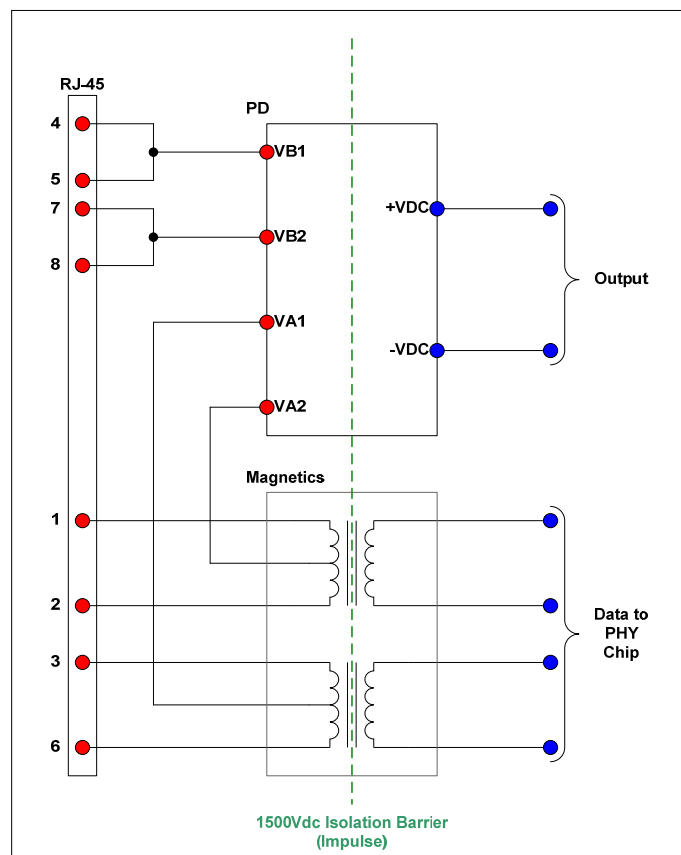 RJ-45
PD
4
VB1
5
7
+VDC
VB2
8
Output
VA1
-VDC
VA2
Magnetics
1
2
Data to
PHY
Chip
3
6
1500Vdc Isolation Barrier
(Impulse)